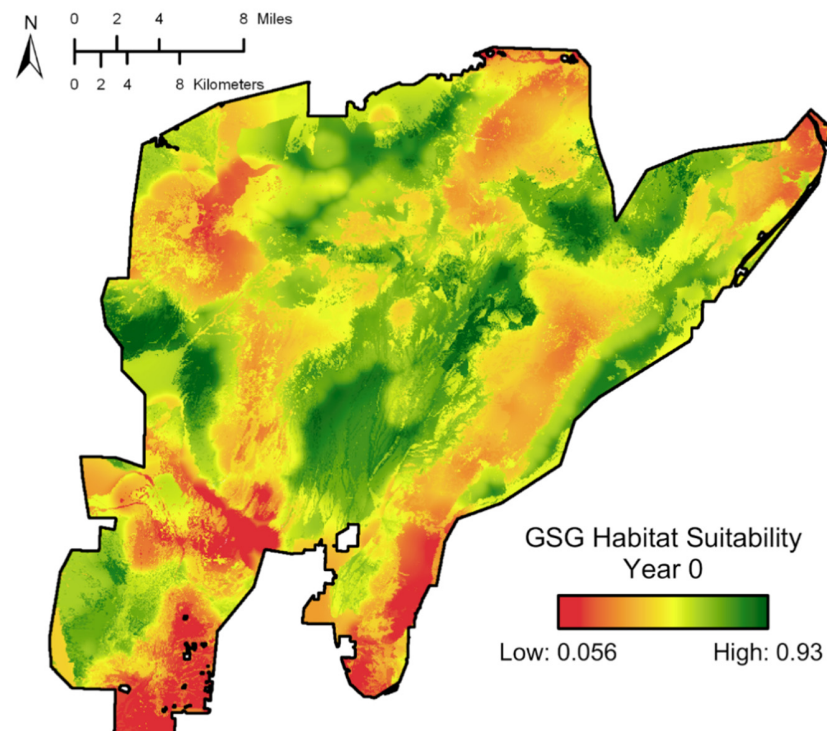 N
0 2 4 8 Miles
0 2 4 8 Kilometers
GSG Habitat Suitability
Year 0
Low: 0.056 High: 0.93